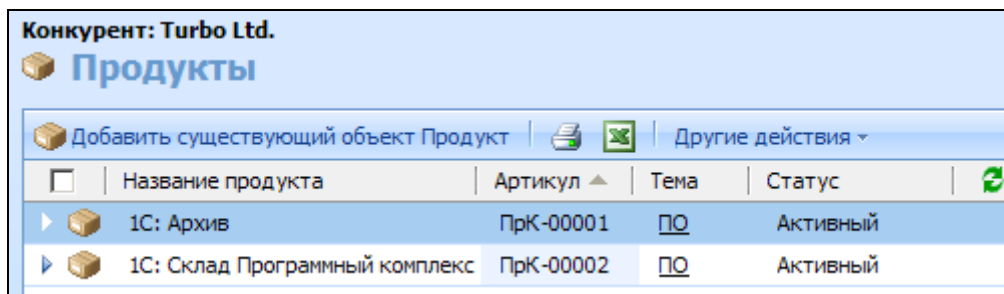 Конкурент: Turbo Ltd.
Продукты
Добавить существующий объект Продукт Другие действия
Название продукта Артикул Тема Статус
1С: Архив ПрК-00001 ПО Активный
1С: Склад Программный комплекс ПрК-00002 ПО Активный